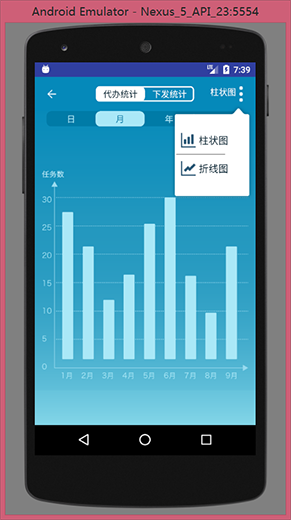 Android Emulator - Nexus_5_API_23:5554
LTE 7:39
代办统计 下发统计 柱状图
日 月 年
柱状图
折线图
任务数
30
25
20
15
10
5
0
1月 2月 3月 4月 5月 6月 7月 8月 9月